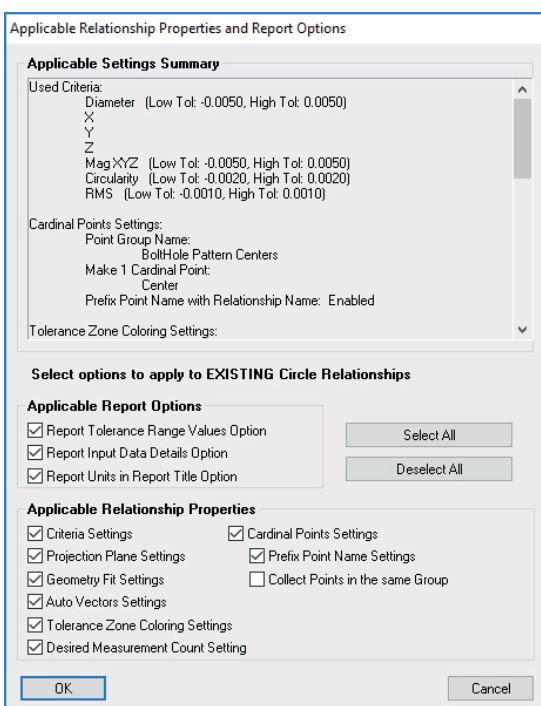 Applicable Relationship Properties and Report Options
Applicable Settings Summary
Used Criteria:
Diameter (Low Tol: -0.0050, High Tol: 0.0050)
X
Y
Z
Mag XYZ (Low Tol: -0.0050, High Tol: 0.0050)
Circularity (Low Tol: -0.0020, High Tol: 0.0020)
RMS (Low Tol: -0.0010, High Tol: 0.0010)
Cardinal Points Settings:
Point Group Name:
BoltHole Pattern Centers
Make 1 Cardinal Point:
Center
Prefix Point Name with Relationship Name: Enabled
Tolerance Zone Coloring Settings:
Select options to apply to EXISTING Circle Relationships
Applicable Report Options
Report Tolerance Range Values Option
Report Input Data Details Option
Report Units in Report Title Option
Select All
Deselect All
Applicable Relationship Properties
Criteria Settings
Projection Plane Settings
Geometry Fit Settings
Auto Vectors Settings
Tolerance Zone Coloring Settings
Desired Measurement Count Setting
Cardinal Points Settings
Prefix Point Name Settings
Collect Points in the same Group
OK
Cancel